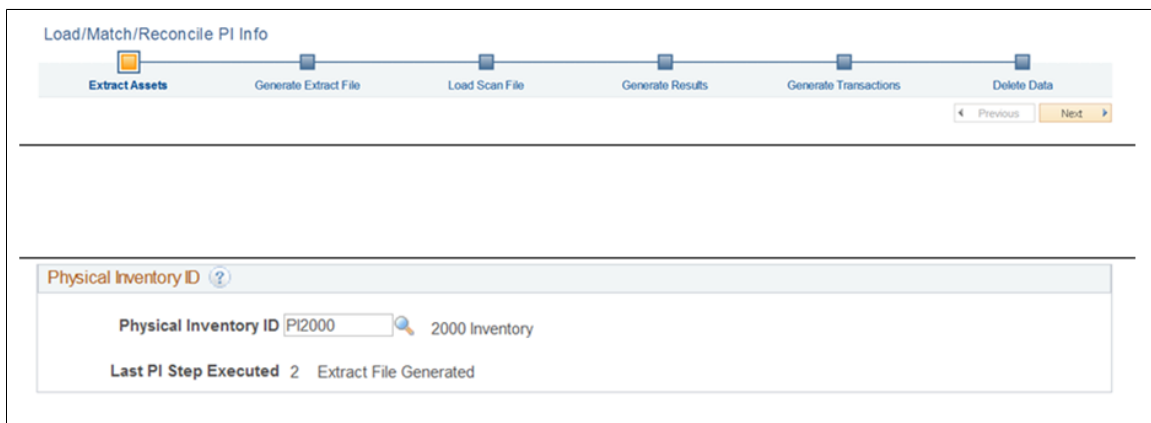 Load/Match/Reconcile PI Info
Extract Assets Generate Extract File Load Scan File Generate Results Generate Transactions Delete Data
Previous Next
Physical Inventory ID ?
Physical Inventory ID PI2000 2000 Inventory
Last PI Step Executed 2 Extract File Generated